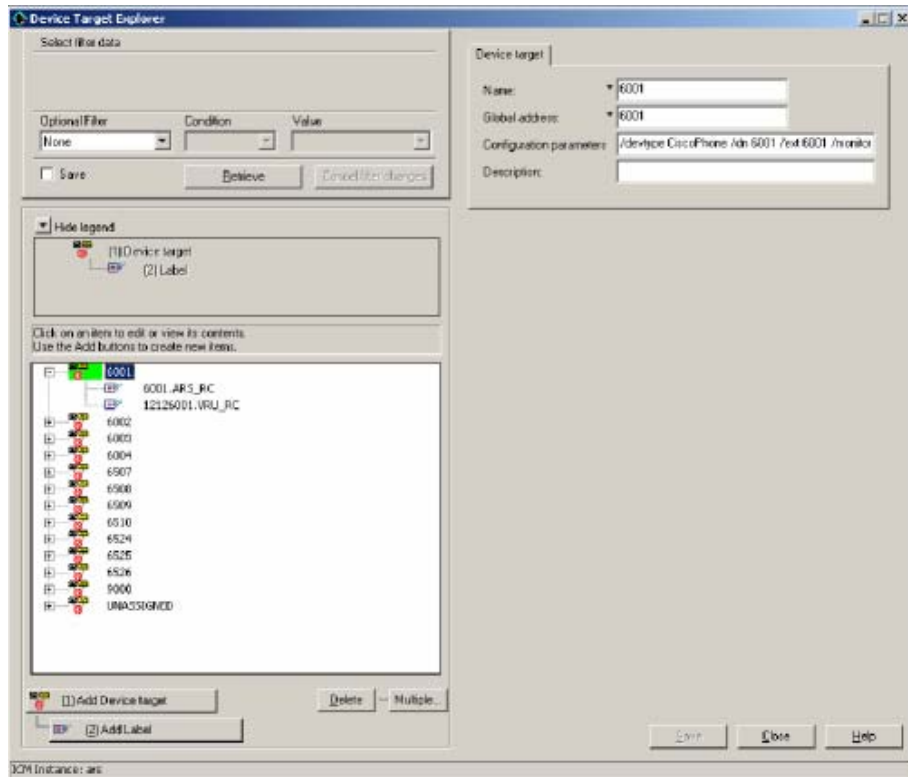 Device Target Explorer
Select filter data
Optional Filter
Condition
Value
None
Save
Retrieve
Cancel filter changes
Hide legend
(1) Device target
(2) Label
Click on an item to edit or view its contents.
Use the Add buttons to create new items.
6001
6001.ARS_RC
12126001.VRU_RC
6002
6003
6004
6507
6508
6509
6510
6524
6525
6526
9000
UNASSIGNED
(1) Add Device target
Delete
Multiple...
(2) Add Label
Device target
Name: * 6001
Global address: * 6001
Configuration parameters: /devtype CiscoPhone /dn 6001 /ext 6001 /monitor
Description:
Save
Close
Help
ICM Instance: ars